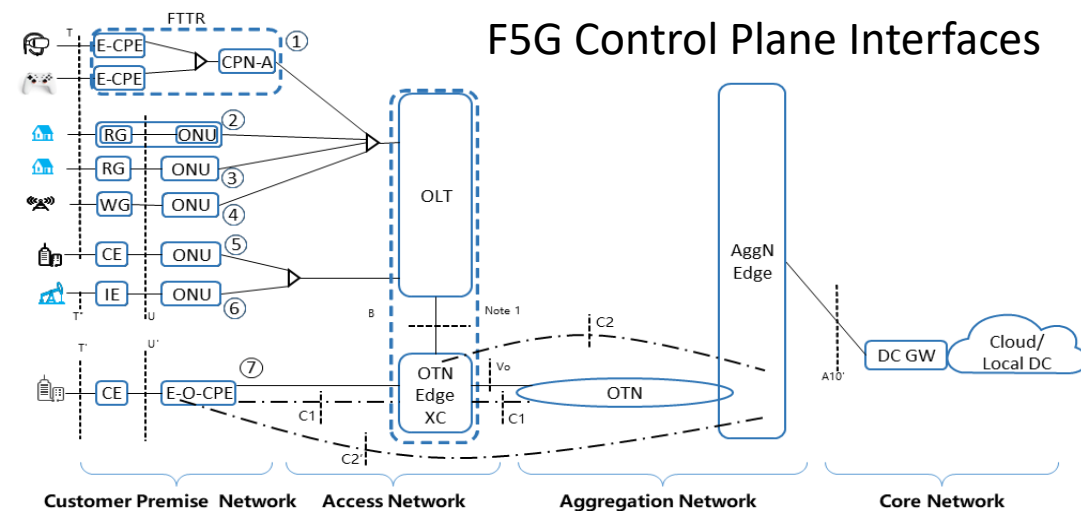 F5G Control Plane Interfaces
FTTR
T
E-CPE
①
CPN-A
E-CPE
RG
ONU
②
RG
ONU
③
WG
ONU
④
CE
ONU
⑤
IE
ONU
⑥
T'
U
OLT
B
Note 1
AggN
Edge
C2
A10'
DC GW
Cloud/
Local DC
T'
U'
CE
E-O-CPE
⑦
C1
C2'
OTN
Edge
XC
Vo
C1
OTN
Customer Premise Network
Access Network
Aggregation Network
Core Network